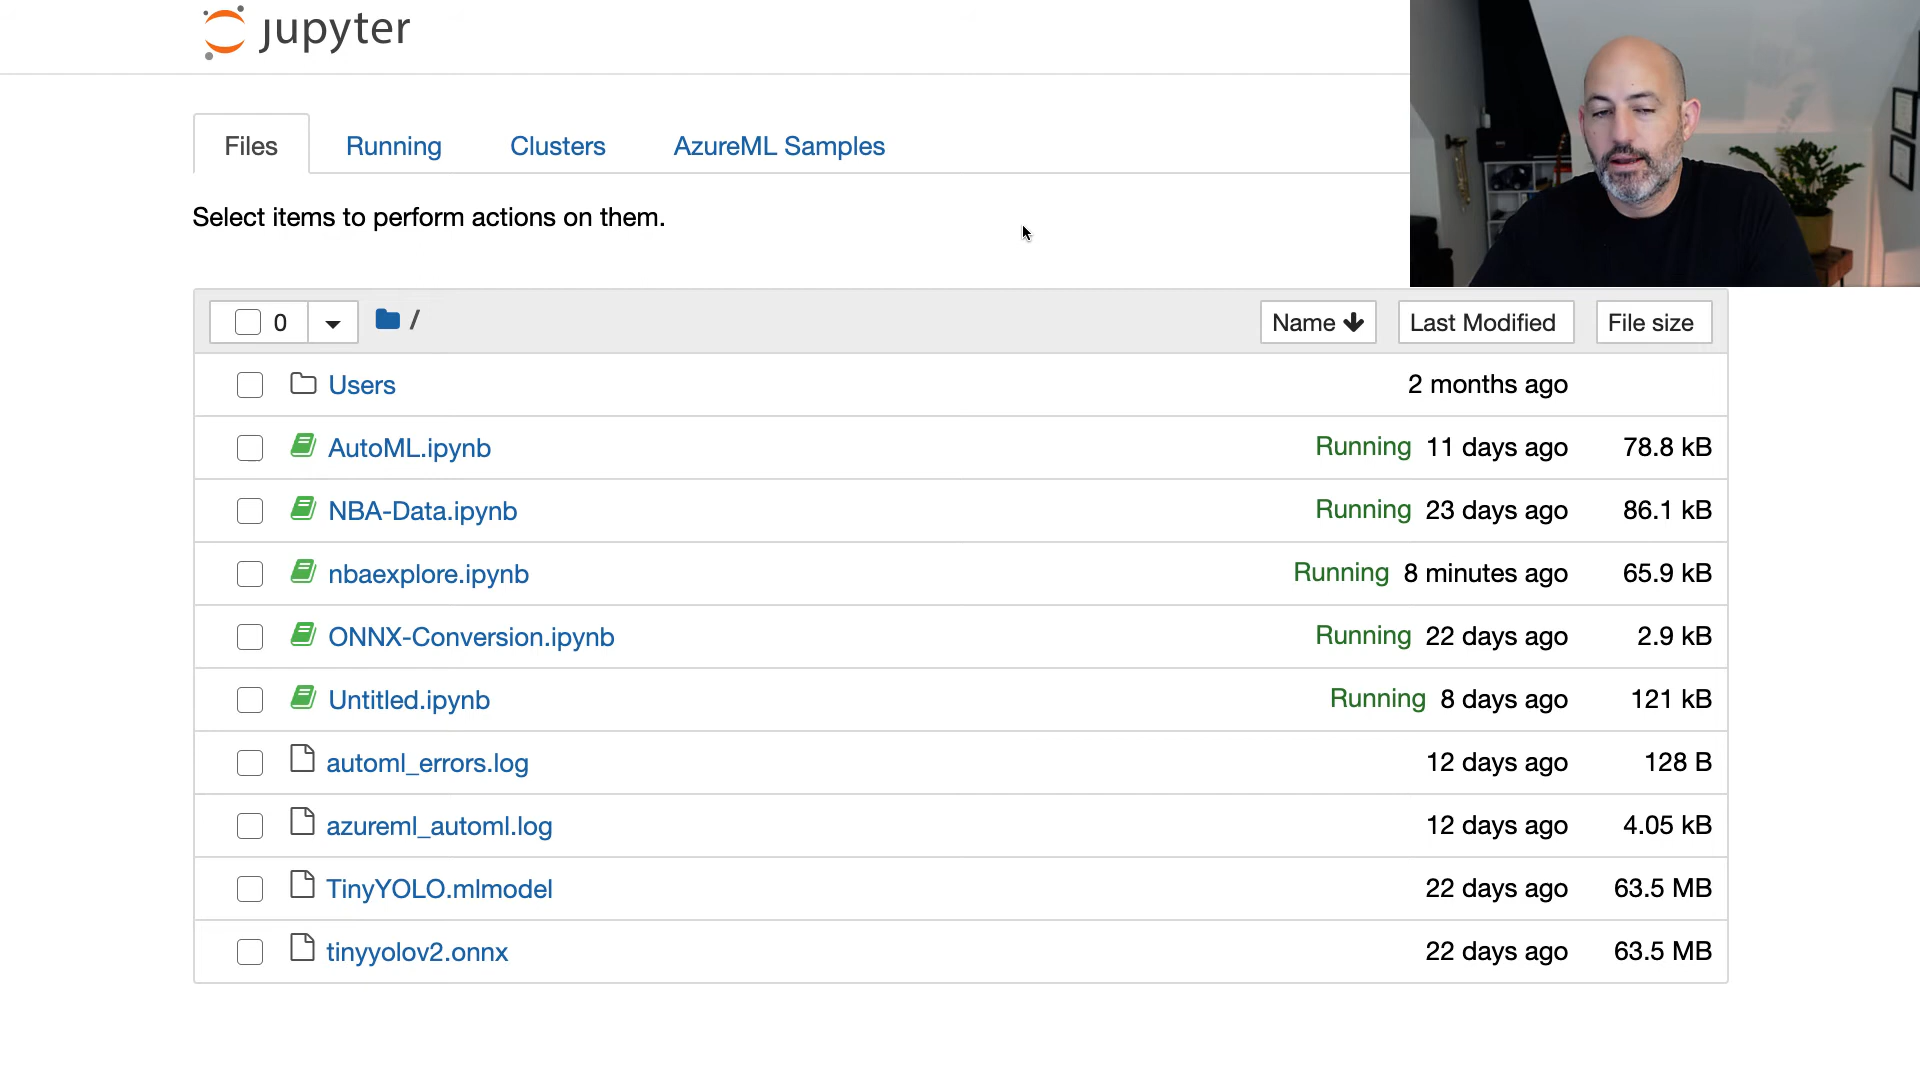 jupyter
Files Running Clusters AzureML Samples
Select items to perform actions on them.
0 / Name Last Modified File size
Users 2 months ago
AutoML.ipynb Running 11 days ago 78.8 kB
NBA-Data.ipynb Running 23 days ago 86.1 kB
nbaexplore.ipynb Running 8 minutes ago 65.9 kB
ONNX-Conversion.ipynb Running 22 days ago 2.9 kB
Untitled.ipynb Running 8 days ago 121 kB
automl_errors.log 12 days ago 128 B
azureml_automl.log 12 days ago 4.05 kB
TinyYOLO.mlmodel 22 days ago 63.5 MB
tinyyolov2.onnx 22 days ago 63.5 MB